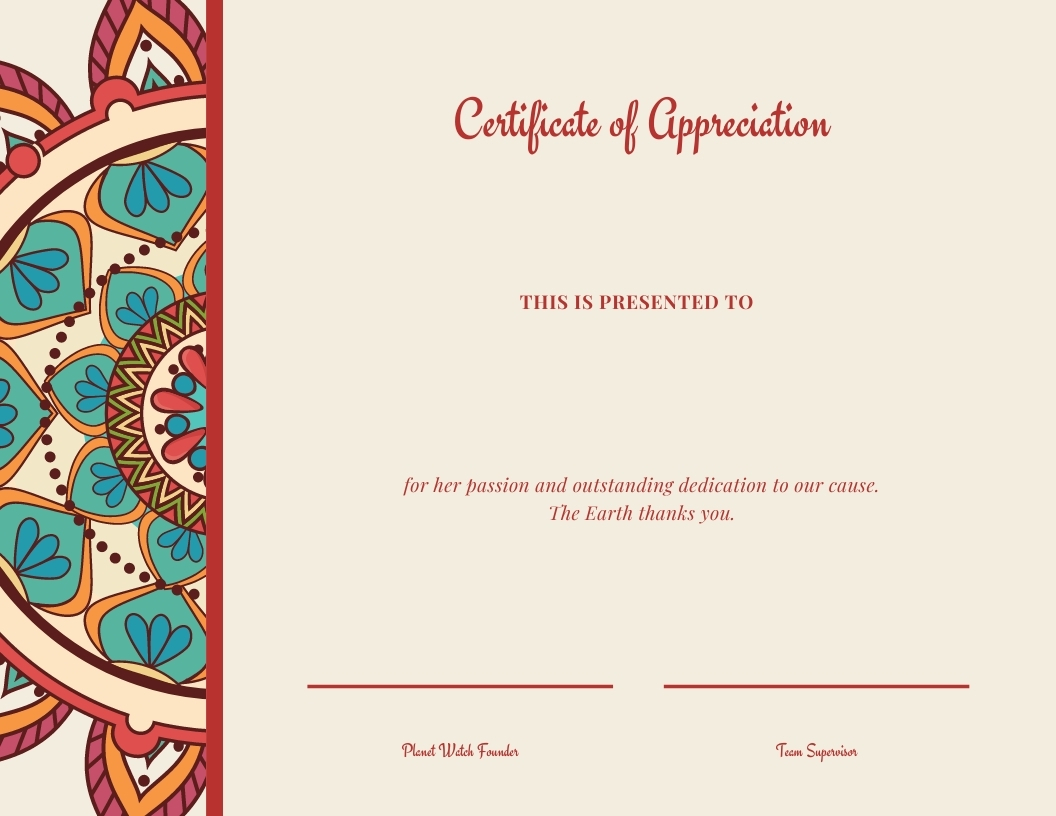 Certificate of Appreciation
THIS IS PRESENTED TO
for her passion and outstanding dedication to our cause.
The Earth thanks you.
Planet Watch Founder
Team Supervisor